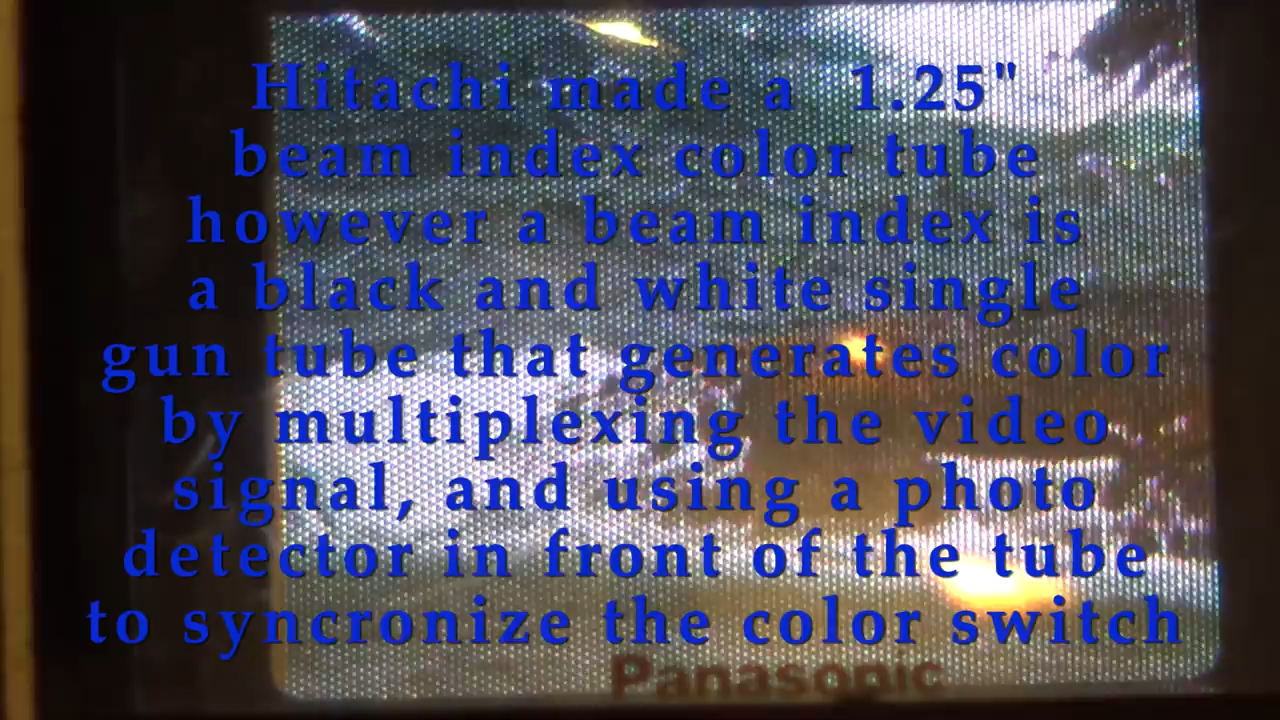 Hitachi made a 1.25"
beam index color tube
however a beam index is
a black and white single
gun tube that generates color
by multiplexing the video
signal, and using a photo
detector in front of the tube
to syncronize the color switch
Panasonic